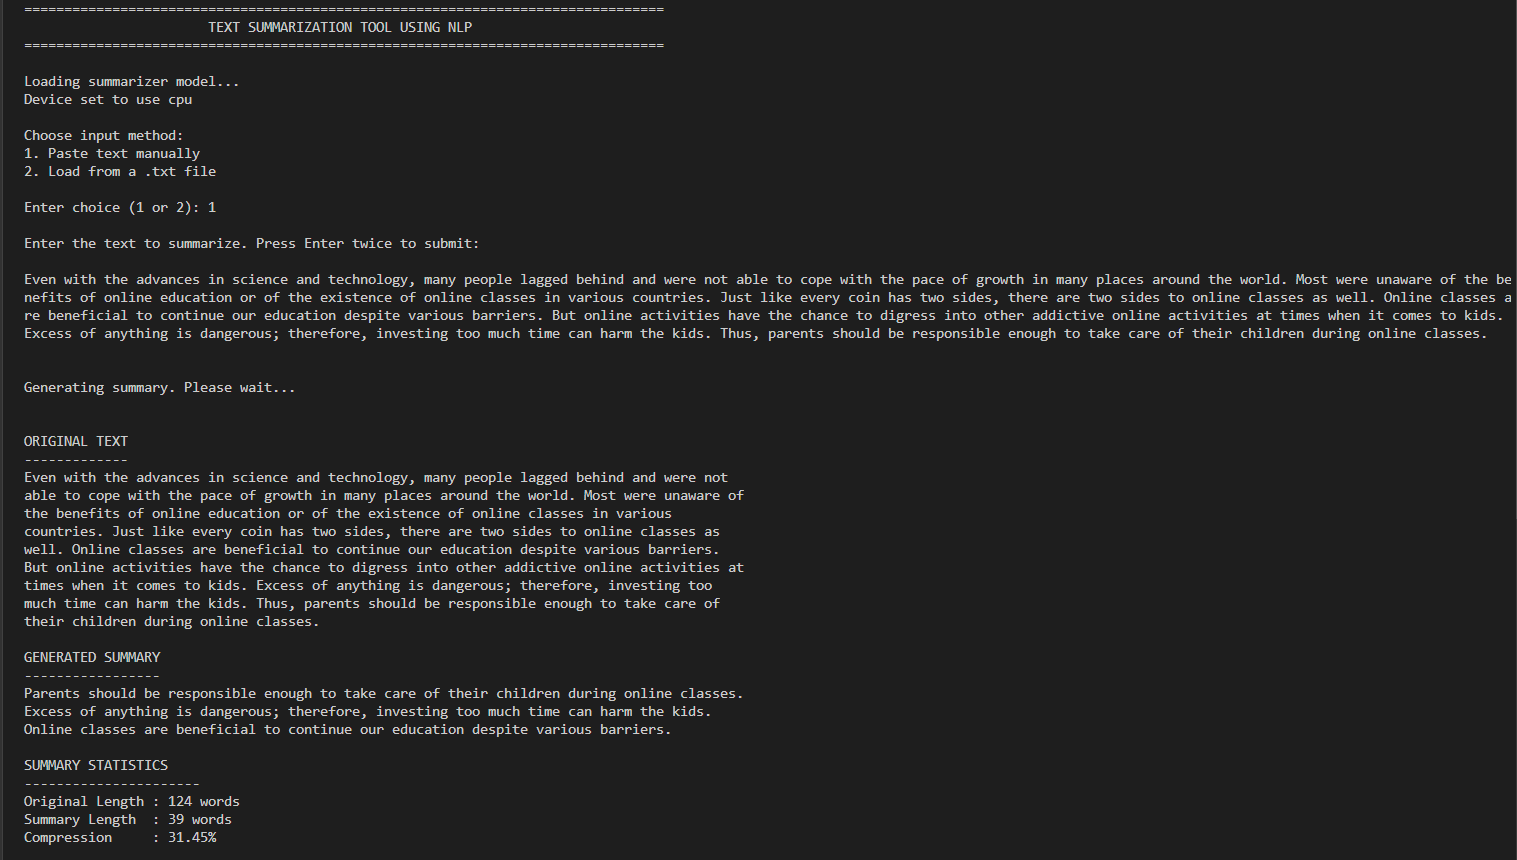 ================================================================================
TEXT SUMMARIZATION TOOL USING NLP
================================================================================
Loading summarizer model...
Device set to use cpu
Choose input method:
1. Paste text manually
2. Load from a .txt file
Enter choice (1 or 2): 1
Enter the text to summarize. Press Enter twice to submit:
Even with the advances in science and technology, many people lagged behind and were not able to cope with the pace of growth in many places around the world. Most were unaware of the be
nefits of online education or of the existence of online classes in various countries. Just like every coin has two sides, there are two sides to online classes as well. Online classes a
re beneficial to continue our education despite various barriers. But online activities have the chance to digress into other addictive online activities at times when it comes to kids.
Excess of anything is dangerous; therefore, investing too much time can harm the kids. Thus, parents should be responsible enough to take care of their children during online classes.
Generating summary. Please wait...
ORIGINAL TEXT
-------------
Even with the advances in science and technology, many people lagged behind and were not
able to cope with the pace of growth in many places around the world. Most were unaware of
the benefits of online education or of the existence of online classes in various
countries. Just like every coin has two sides, there are two sides to online classes as
well. Online classes are beneficial to continue our education despite various barriers.
But online activities have the chance to digress into other addictive online activities at
times when it comes to kids. Excess of anything is dangerous; therefore, investing too
much time can harm the kids. Thus, parents should be responsible enough to take care of
their children during online classes.
GENERATED SUMMARY
-----------------
Parents should be responsible enough to take care of their children during online classes.
Excess of anything is dangerous; therefore, investing too much time can harm the kids.
Online classes are beneficial to continue our education despite various barriers.
SUMMARY STATISTICS
----------------------
Original Length : 124 words
Summary Length  : 39 words
Compression     : 31.45%